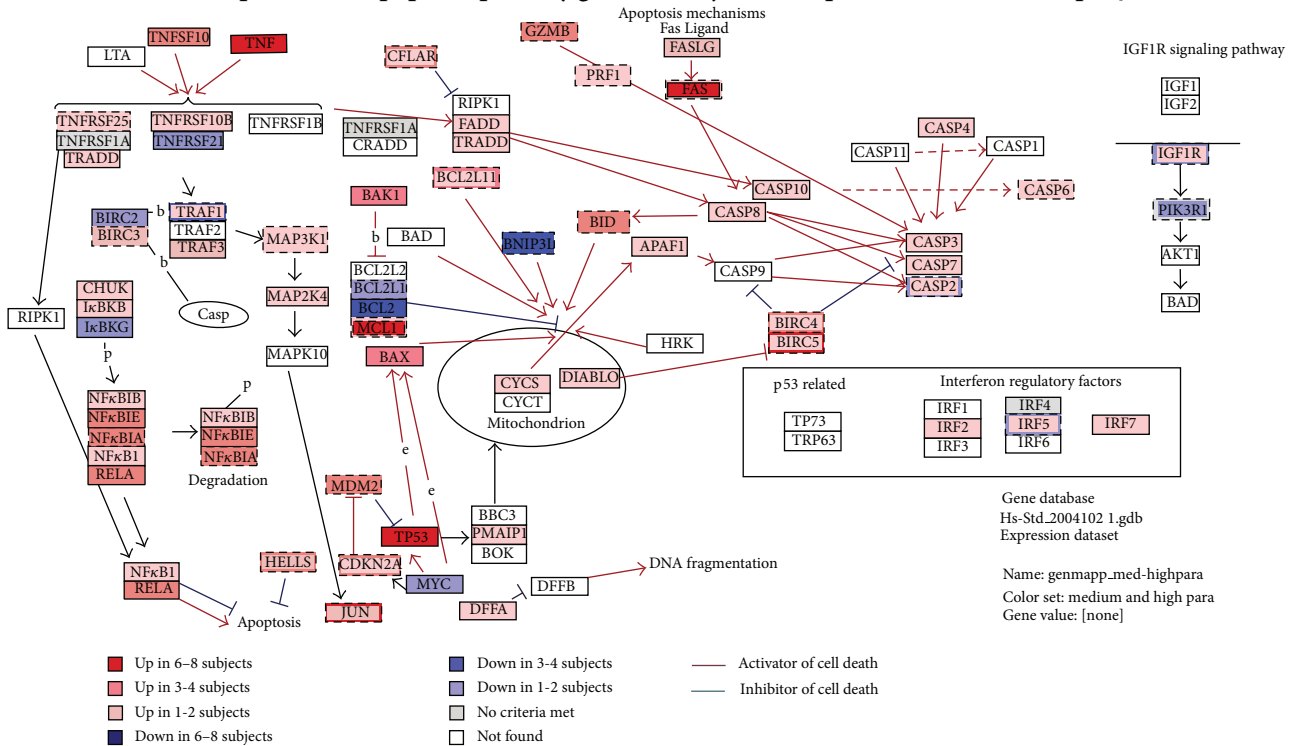 Apoptosis mechanisms
Fas Ligand
IGF1R signaling pathway
LTA
TNFSF10
TNF
CFLAR
GZMB
PRF1
FASLG
FAS
IGF1
IGF2
TNFRSF25
TNFRSF1A
TRADD
TNFRSF10B
TNFRSF21
TNFRSF1B
TNFRSF1A
CRADD
RIPK1
FADD
TRADD
CASP4
CASP11
CASP1
IGF1R
BCL2L11
BAK1
CASP10
CASP6
BIRC2
BIRC3
b
b
TRAF1
TRAF2
TRAF3
MAP3K1
b
BAD
BNIP3L
BID
CASP8
PIK3R1
APAF1
CASP9
CASP3
CASP7
CASP2
AKT1
BAD
CHUK
IκBKB
IκBKG
RIPK1
Casp
MAP2K4
BCL2L2
BCL2L1
BCL2
MCL1
MAPK10
BAX
HRK
BIRC4
BIRC5
p
p
NFκBIB
NFκBIE
NFκBIA
NFκB1
RELA
NFκBIB
NFκBIE
NFκBIA
Degradation
CYCS
CYCT
DIABLO
Mitochondrion
p53 related
TP73
TRP63
Interferon regulatory factors
IRF1
IRF2
IRF3
IRF4
IRF5
IRF6
IRF7
e
e
MDM2
TP53
BBC3
PMAIP1
BOK
Gene database
Hs-Std_2004102 1.gdb
Expression dataset
NFκB1
RELA
HELLS
CDKN2A
MYC
JUN
Apoptosis
DFFA
DFFB
DNA fragmentation
Name: genmapp_med-highpara
Color set: medium and high para
Gene value: [none]
Up in 6–8 subjects
Up in 3-4 subjects
Up in 1-2 subjects
Down in 6–8 subjects
Down in 3-4 subjects
Down in 1-2 subjects
No criteria met
Not found
Activator of cell death
Inhibitor of cell death